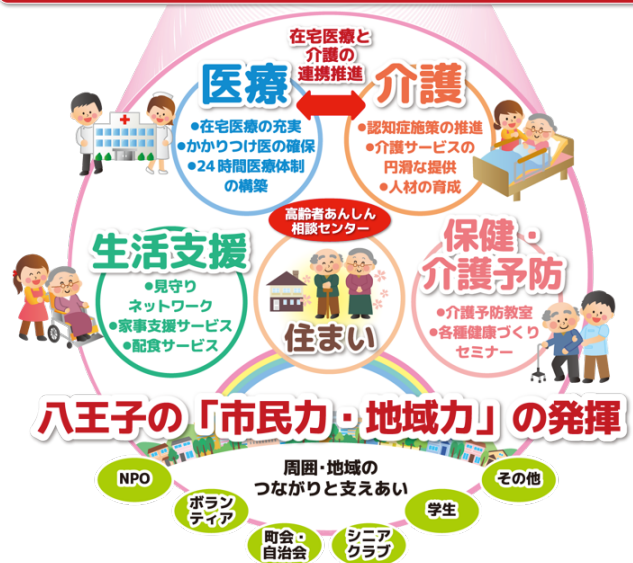 在宅医療と
介護の
連携推進
医療
●在宅医療の充実
●かかりつけ医の確保
●24時間医療体制
の構築
介護
●認知症施策の推進
●介護サービスの
円滑な提供
●人材の育成
高齢者あんしん
相談センター
生活支援
●見守り
ネットワーク
●家事支援サービス
●配食サービス
住まい
保健・
介護予防
●介護予防教室
●各種健康づくり
セミナー
八王子の「市民力・地域力」の発揮
周囲・地域の
つながりと支えあい
NPO
ボラン
ティア
町会・
自治会
シニア
クラブ
学生
その他